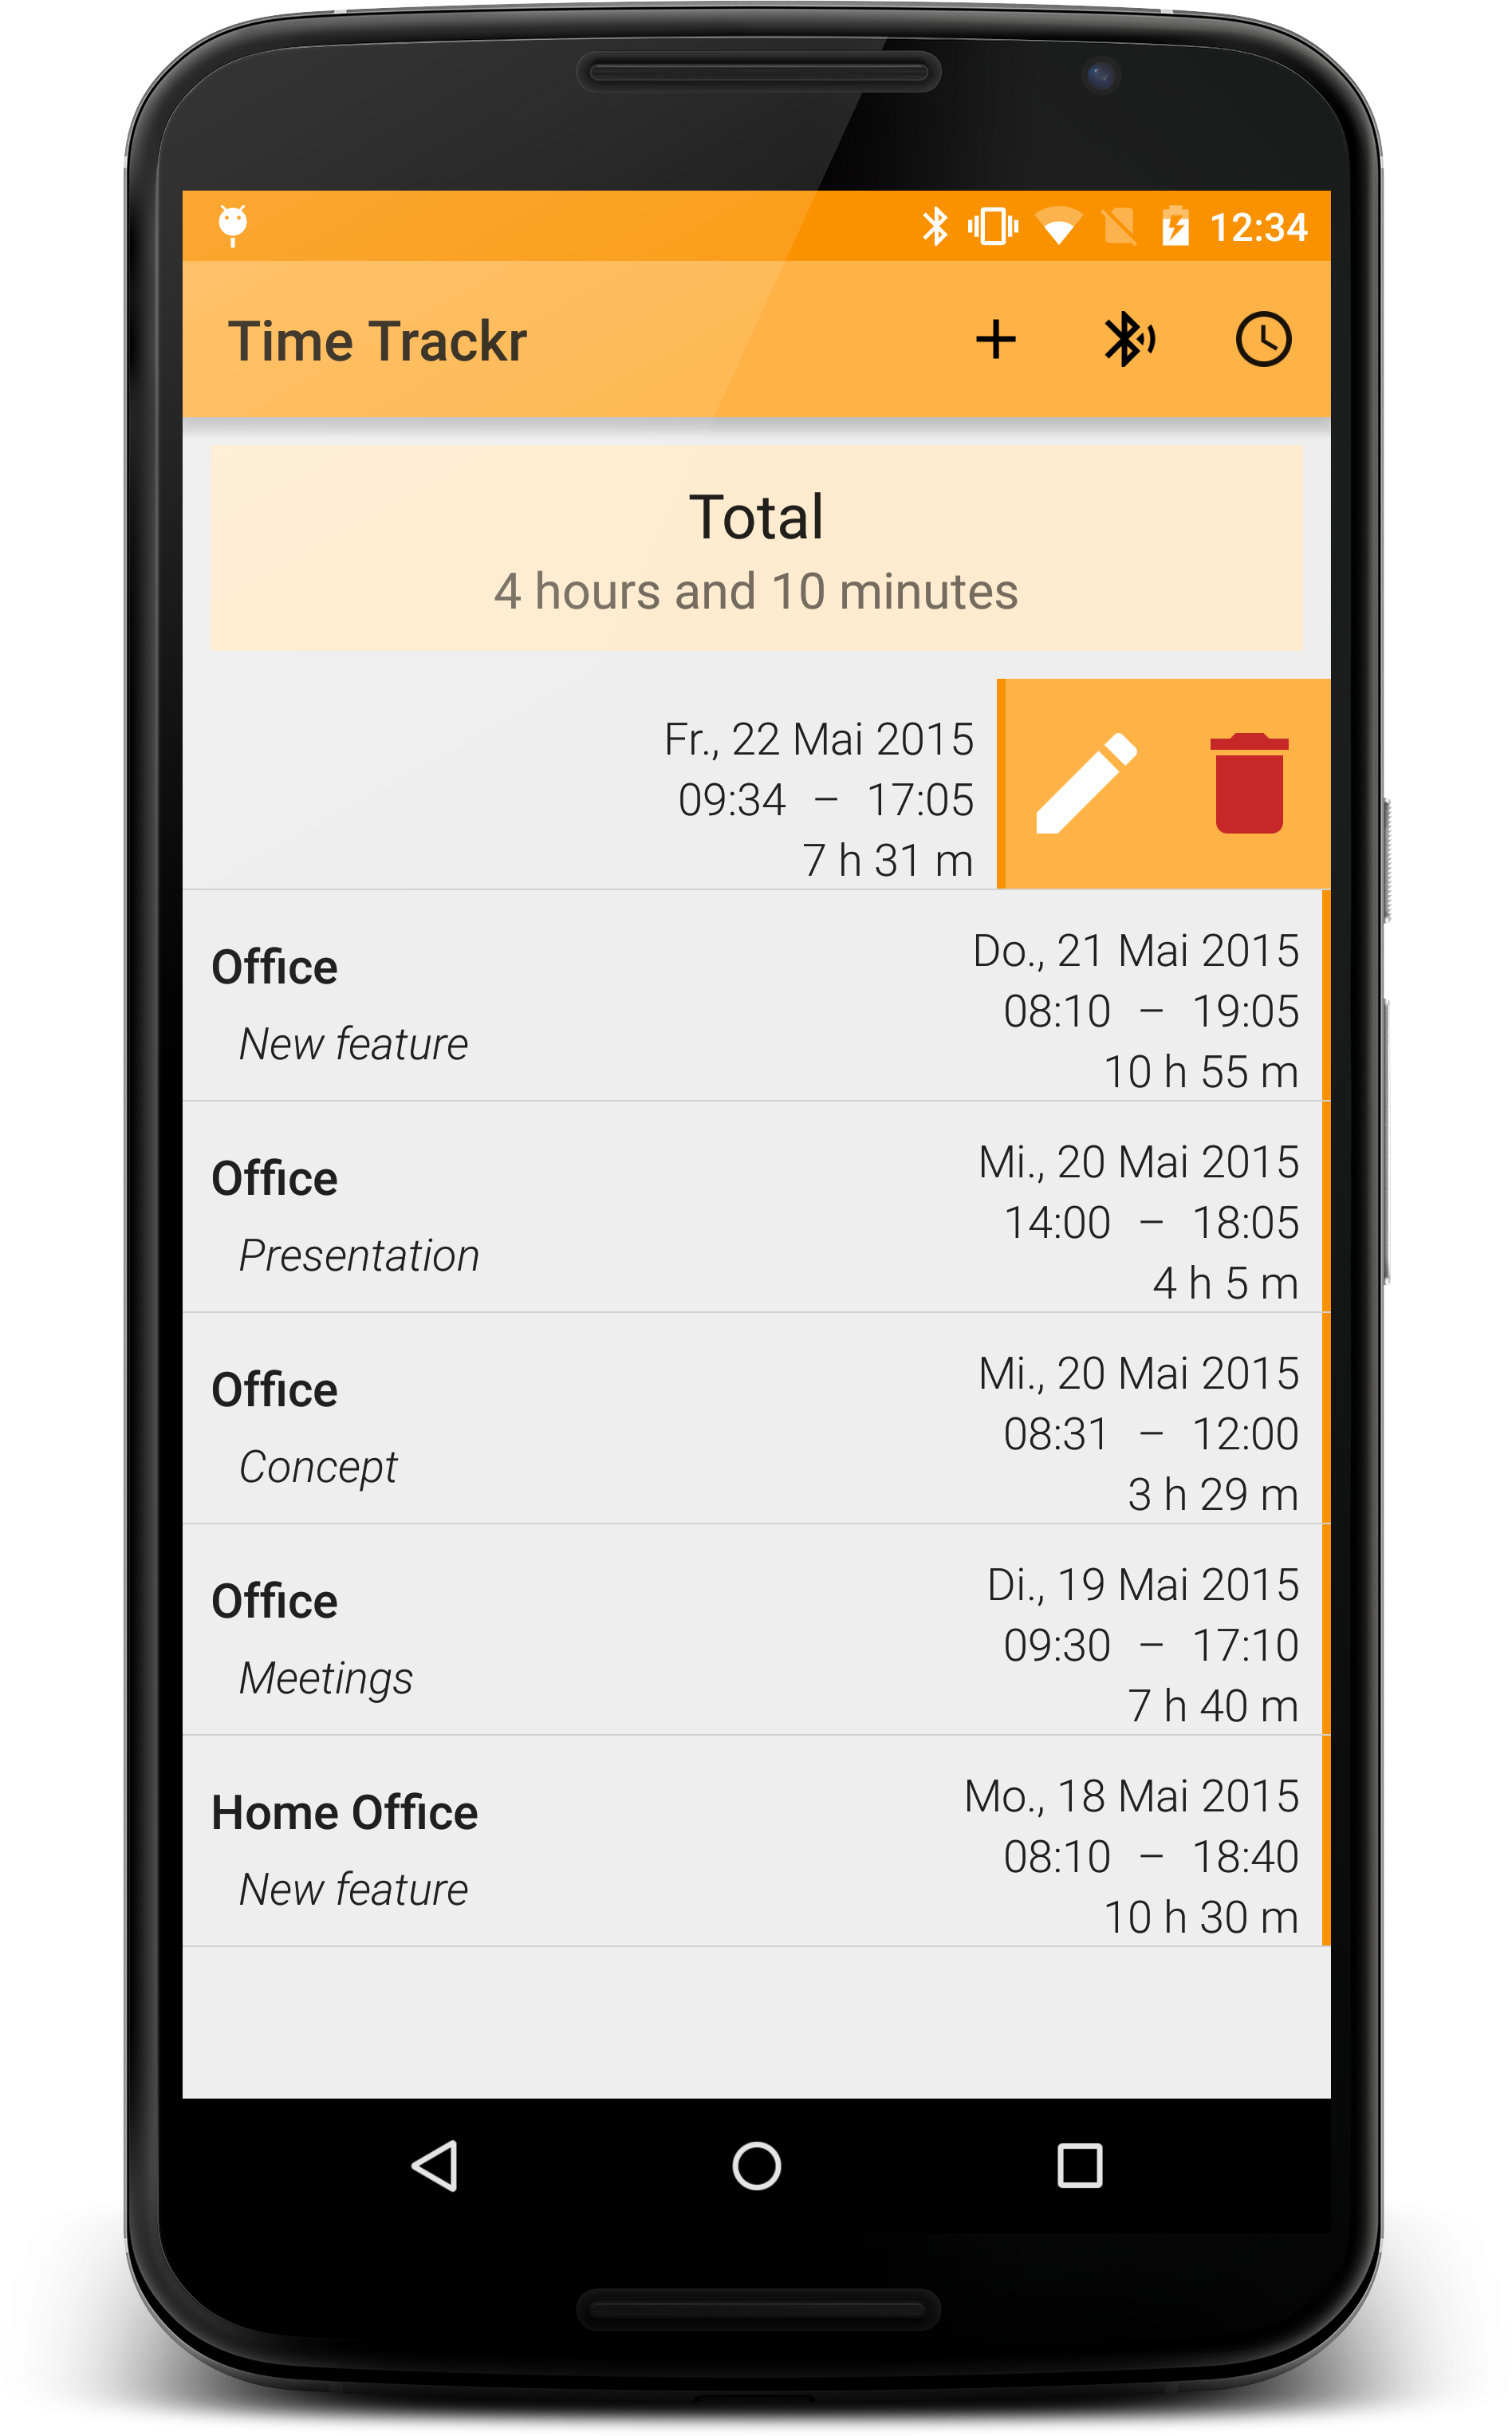 12:34
Time Trackr
Total
4 hours and 10 minutes
Fr., 22 Mai 2015
09:34 – 17:05
7 h 31 m
Office
New feature
Do., 21 Mai 2015
08:10 – 19:05
10 h 55 m
Office
Presentation
Mi., 20 Mai 2015
14:00 – 18:05
4 h 5 m
Office
Concept
Mi., 20 Mai 2015
08:31 – 12:00
3 h 29 m
Office
Meetings
Di., 19 Mai 2015
09:30 – 17:10
7 h 40 m
Home Office
New feature
Mo., 18 Mai 2015
08:10 – 18:40
10 h 30 m